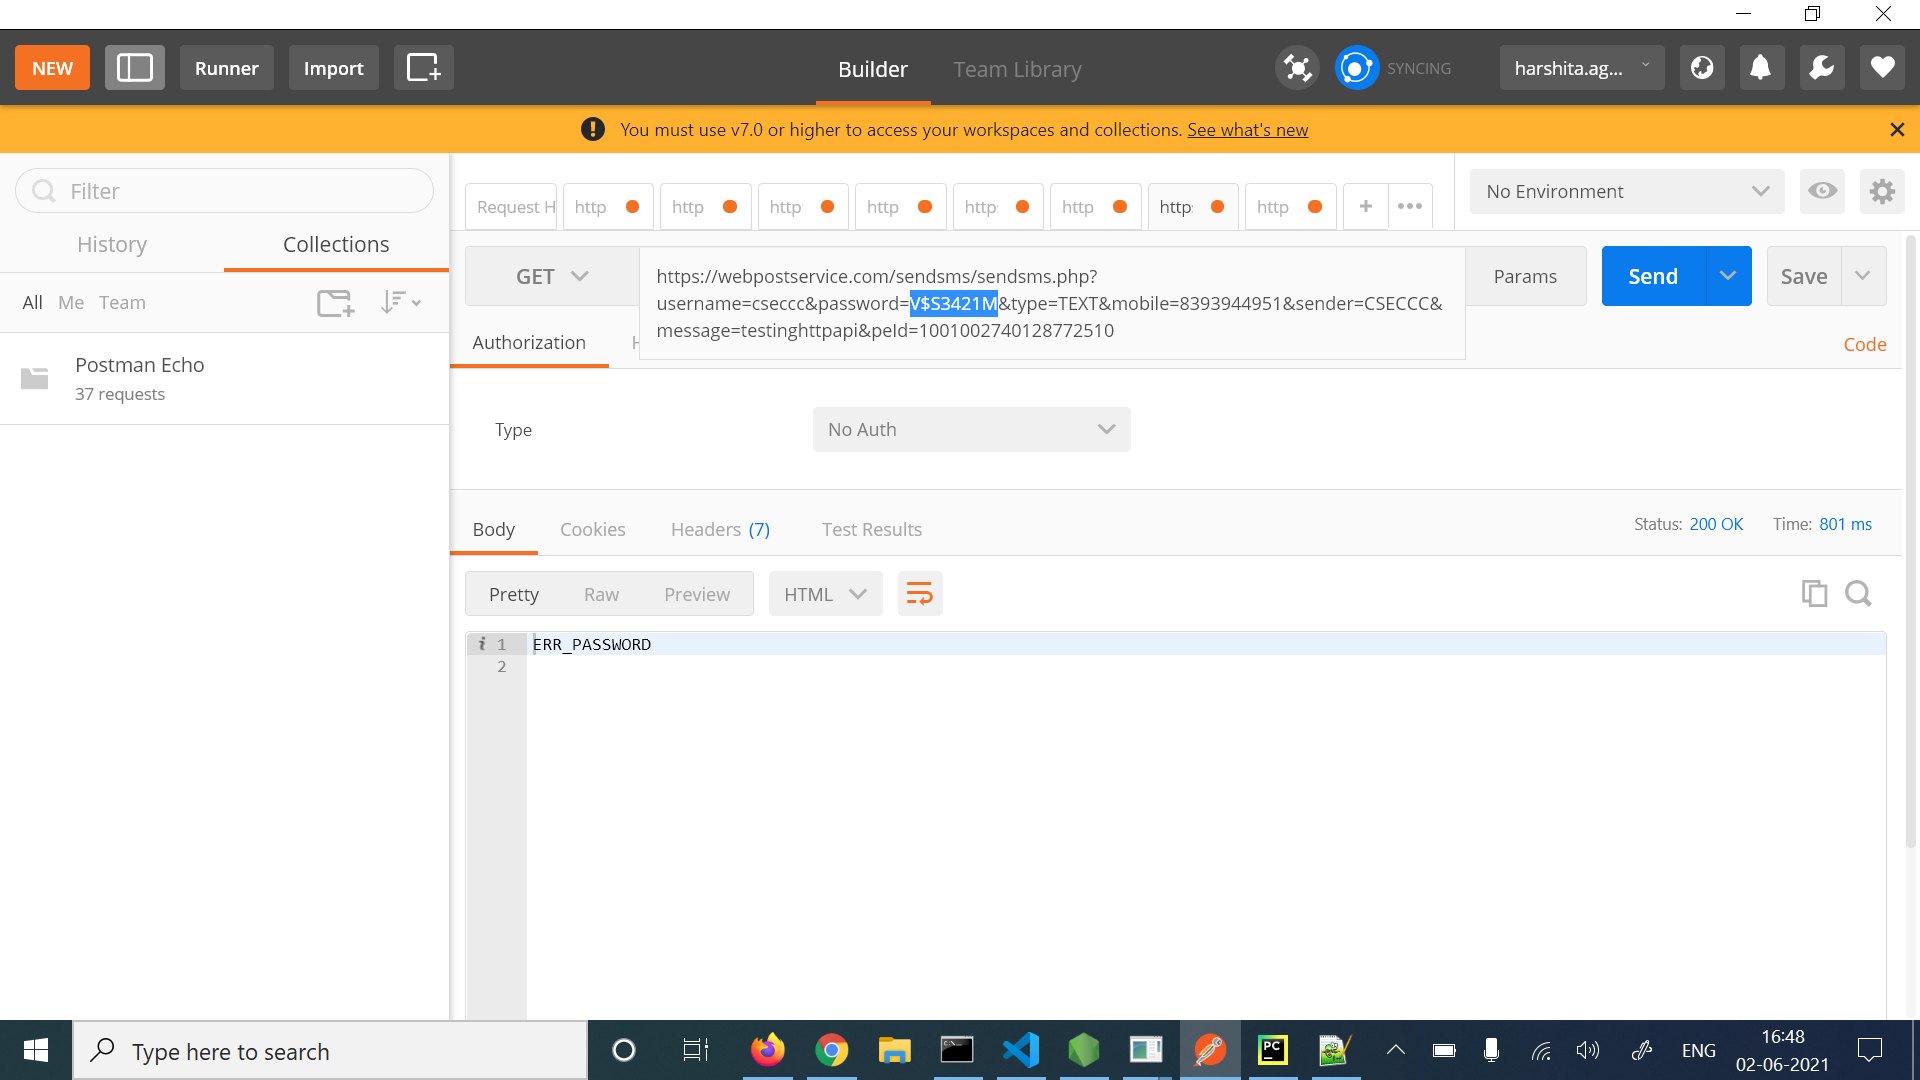 NEW
Runner
Import
Builder
Team Library
SYNCING
harshita.ag...
You must use v7.0 or higher to access your workspaces and collections. See what's new
Filter
History
Collections
All Me Team
Postman Echo
37 requests
Request H
http
http
http
http
http
http
http
http
No Environment
GET
https://webpostservice.com/sendsms/sendsms.php?
username=cseccc&password=V$S3421M&type=TEXT&mobile=8393944951&sender=CSECCC&
message=testinghttpapi&peId=1001002740128772510
Params
Send
Save
Authorization
Code
Type
No Auth
Body
Cookies
Headers (7)
Test Results
Status: 200 OK
Time: 801 ms
Pretty
Raw
Preview
HTML
i 1 ERR_PASSWORD
2
Type here to search
ENG
16:48
02-06-2021